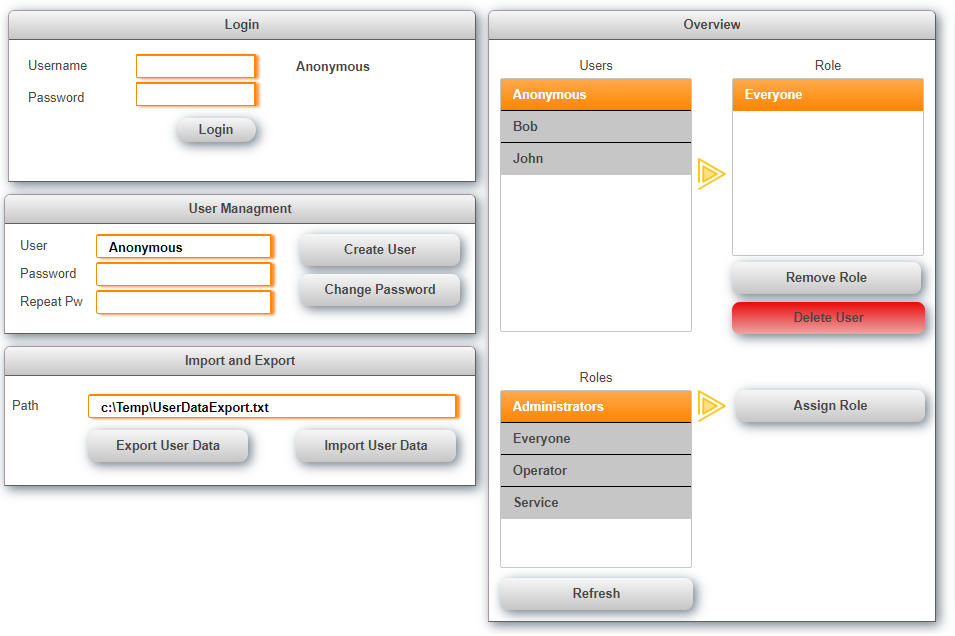 Login
Username
Anonymous
Password
Login
User Managment
User
Anonymous
Create User
Password
Change Password
Repeat Pw
Import and Export
Path
c:\Temp\UserDataExport.txt
Export User Data
Import User Data
Overview
Users
Role
Anonymous
Everyone
Bob
John
Remove Role
Delete User
Roles
Administrators
Assign Role
Everyone
Operator
Service
Refresh